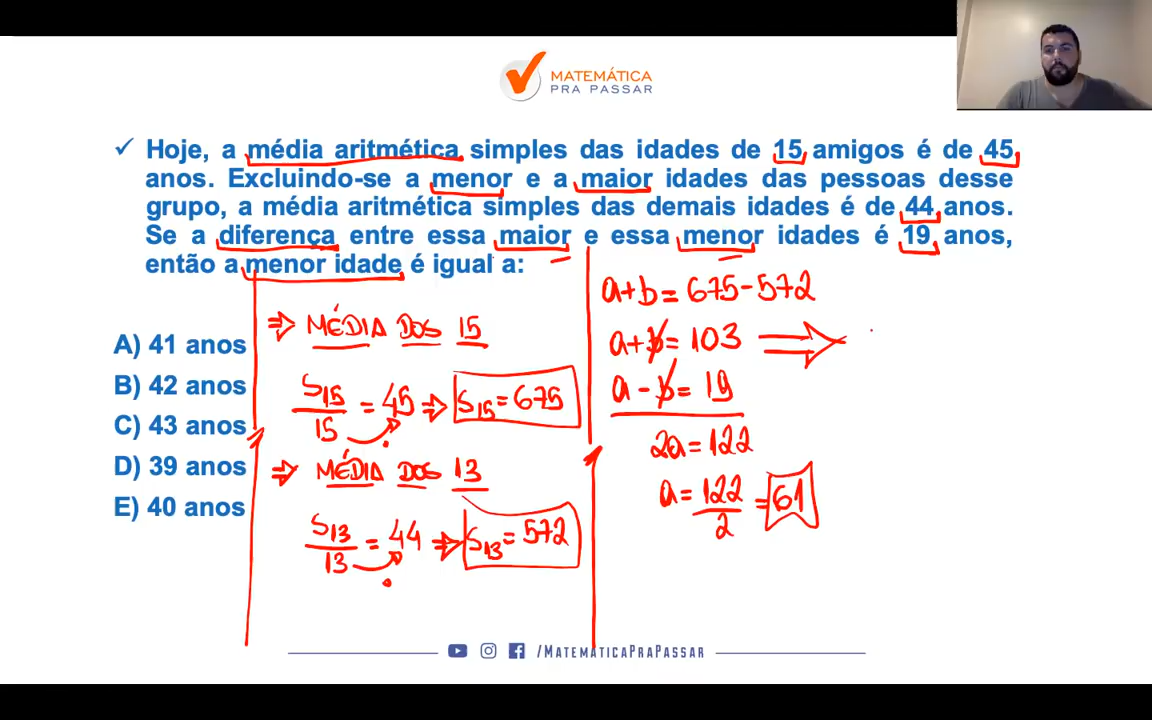 MATEMÁTICA
PRA PASSAR
✓ Hoje, a média aritmética simples das idades de 15 amigos é de 45
anos. Excluindo-se a menor e a maior idades das pessoas desse
grupo, a média aritmética simples das demais idades é de 44 anos.
Se a diferença entre essa maior e essa menor idades é 19 anos,
então a menor idade é igual a:
A) 41 anos
B) 42 anos
C) 43 anos
D) 39 anos
E) 40 anos
⇒ MÉDIA DOS 15
S15/15 = 45 ⇒ S15 = 675
⇒ MÉDIA DOS 13
S13/13 = 44 ⇒ S13 = 572
a+b = 675-572
a+b = 103 ⇒
a-b = 19
2a = 122
a = 122/2 = 61
/MATEMÁTICAPRAPASSAR